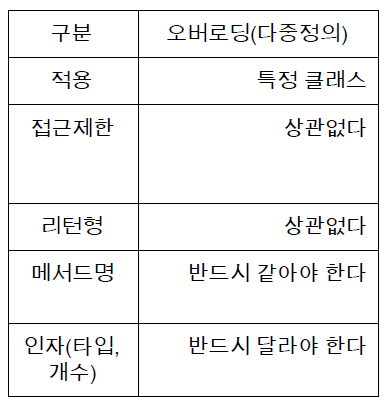 구분 오버로딩(다중정의)
적용 특정 클래스
접근제한 상관없다
리턴형 상관없다
메서드명 반드시 같아야 한다
인자(타입, 반드시 달라야 한다
개수)